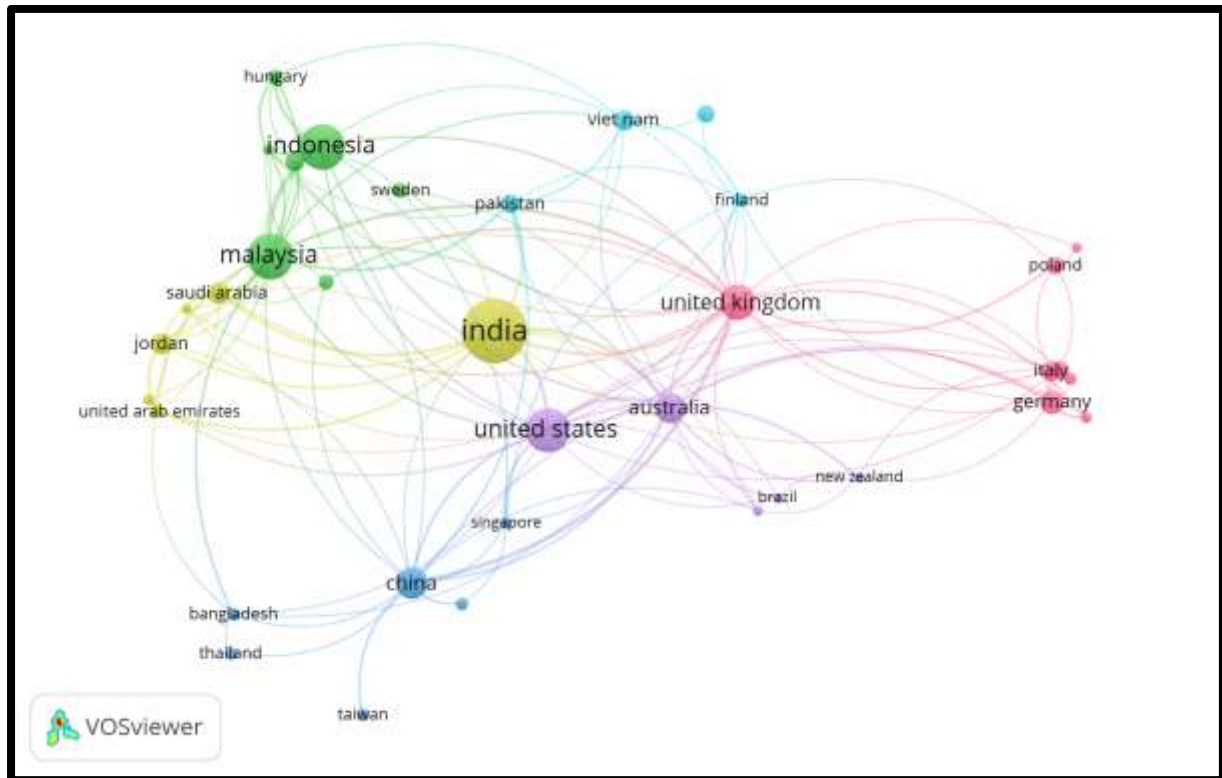 hungary
viet nam
indonesia
sweden
pakistan
finland
malaysia
poland
saudi arabia
united kingdom
india
jordan
italy
united arab emirates
australia
germany
united states
new zealand
brazil
singapore
china
bangladesh
thailand
taiwan
VOSviewer